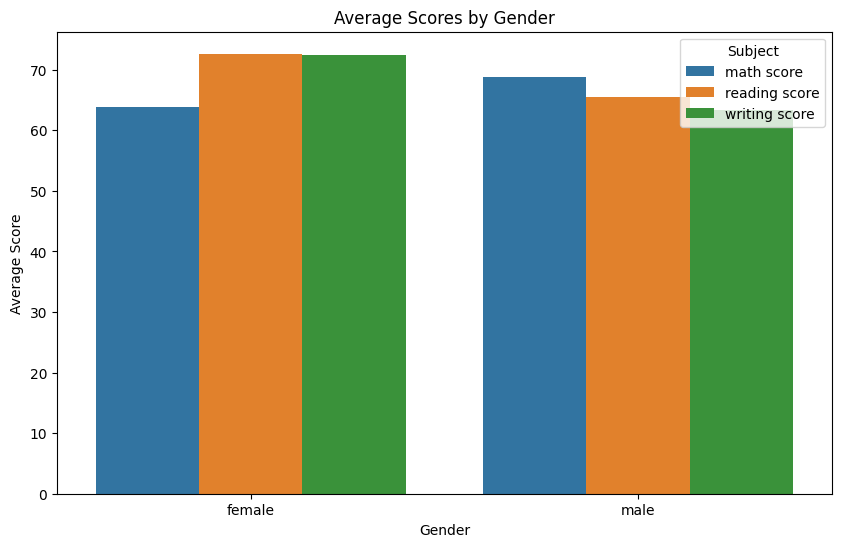 Average Scores by Gender
Subject
math score
reading score
writing score
Average Score
70
60
50
40
30
20
10
0
female
male
Gender